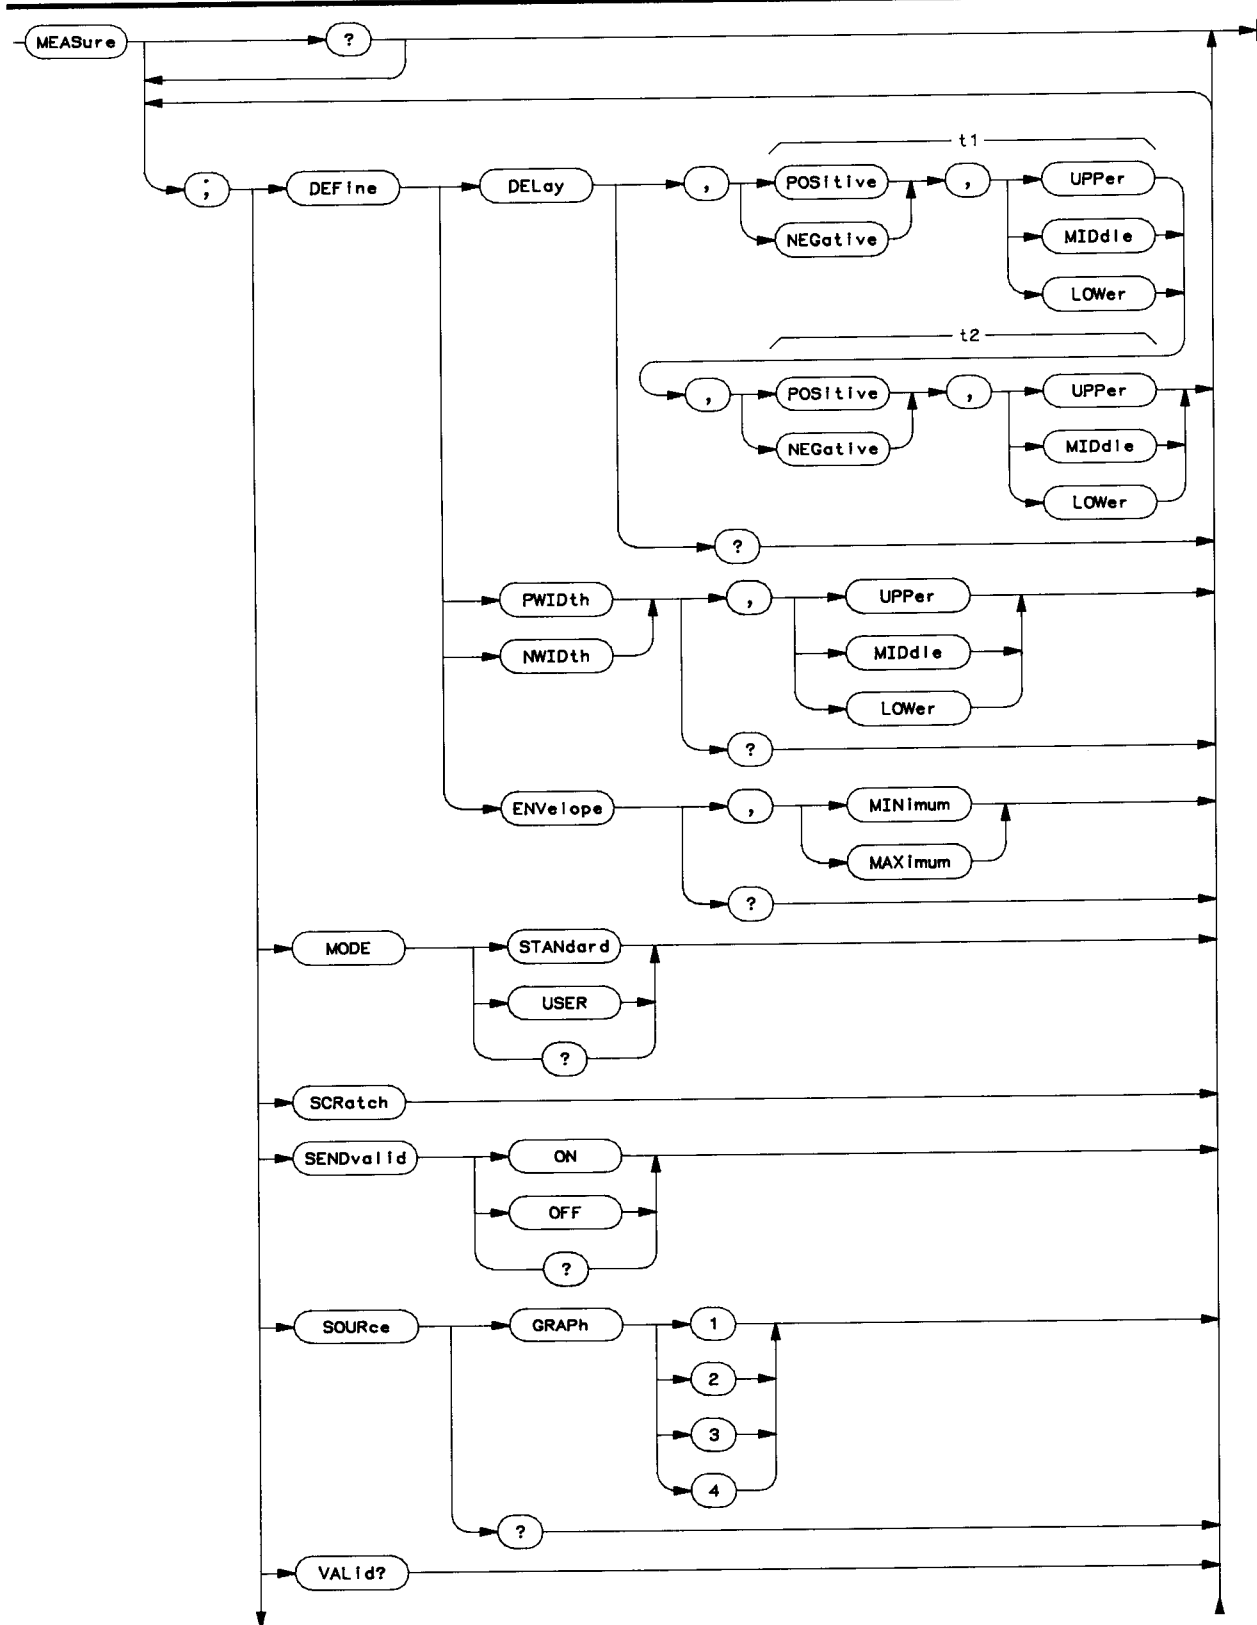 MEASure ?
t1
; DEFine DELay , POSitive , UPPer
NEGative MIDdle
LOWer
t2
, POSitive , UPPer
NEGative MIDdle
LOWer
?
PWIDth , UPPer
NWIDth MIDdle
LOWer
?
ENVelope , MINimum
MAXimum
?
MODE STANdard
USER
?
SCRatch
SENDvalid ON
OFF
?
SOURce GRAPh 1
2
3
4
?
VALid?